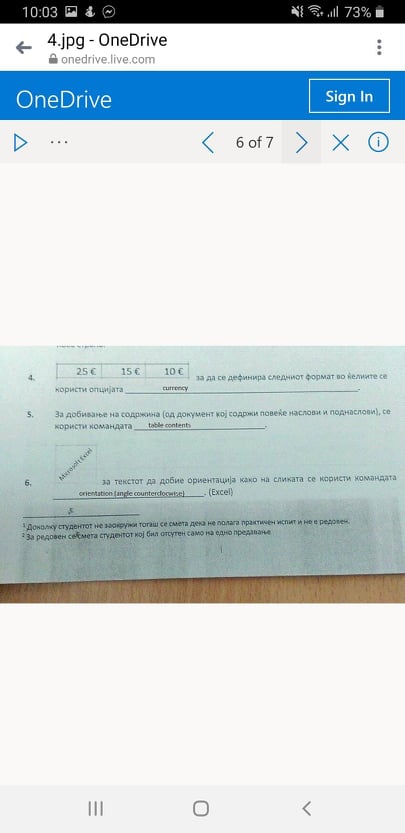 10:03
73%
4.jpg - OneDrive
onedrive.live.com
OneDrive
Sign In
6 of 7
4.
25 € 15 € 10 €
за да се дефинира следниот формат во ќелиите се
користи опцијата currency.
5. За добивање на содржина (од документ кој содржи повеќе наслови и поднаслови), се
користи командата table contents.
Microsoft Excel
6. за текстот да добие ориентација како на сликата се користи командата
orientation (angle counterclocwise). (Excel)
1 Доколку студентот не заокружи тогаш се смета дека не полага практичен испит и не е редовен.
2 За редовен се смета студентот кој бил отсутен само на едно предавање